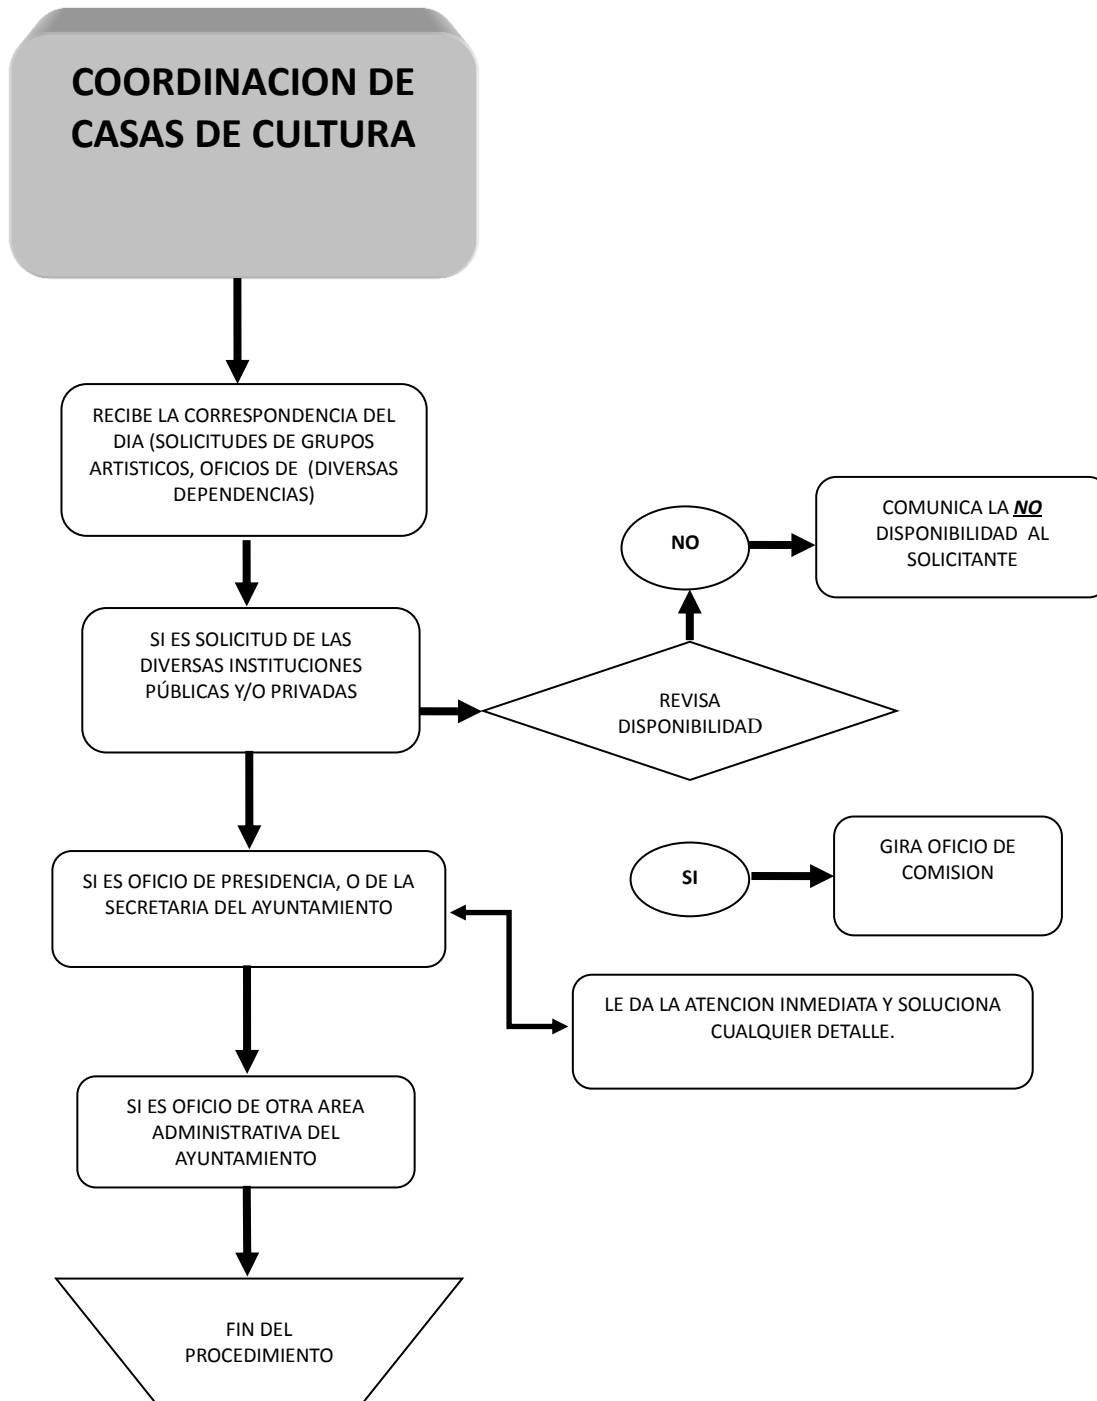 COORDINACION DE
CASAS DE CULTURA
RECIBE LA CORRESPONDENCIA DEL
DIA (SOLICITUDES DE GRUPOS
ARTISTICOS, OFICIOS DE (DIVERSAS
DEPENDENCIAS)
NO
COMUNICA LA NO
DISPONIBILIDAD AL
SOLICITANTE
SI ES SOLICITUD DE LAS
DIVERSAS INSTITUCIONES
PÚBLICAS Y/O PRIVADAS
REVISA
DISPONIBILIDAD
SI ES OFICIO DE PRESIDENCIA, O DE LA
SECRETARIA DEL AYUNTAMIENTO
SI
GIRA OFICIO DE
COMISION
LE DA LA ATENCION INMEDIATA Y SOLUCIONA
CUALQUIER DETALLE.
SI ES OFICIO DE OTRA AREA
ADMINISTRATIVA DEL
AYUNTAMIENTO
FIN DEL
PROCEDIMIENTO